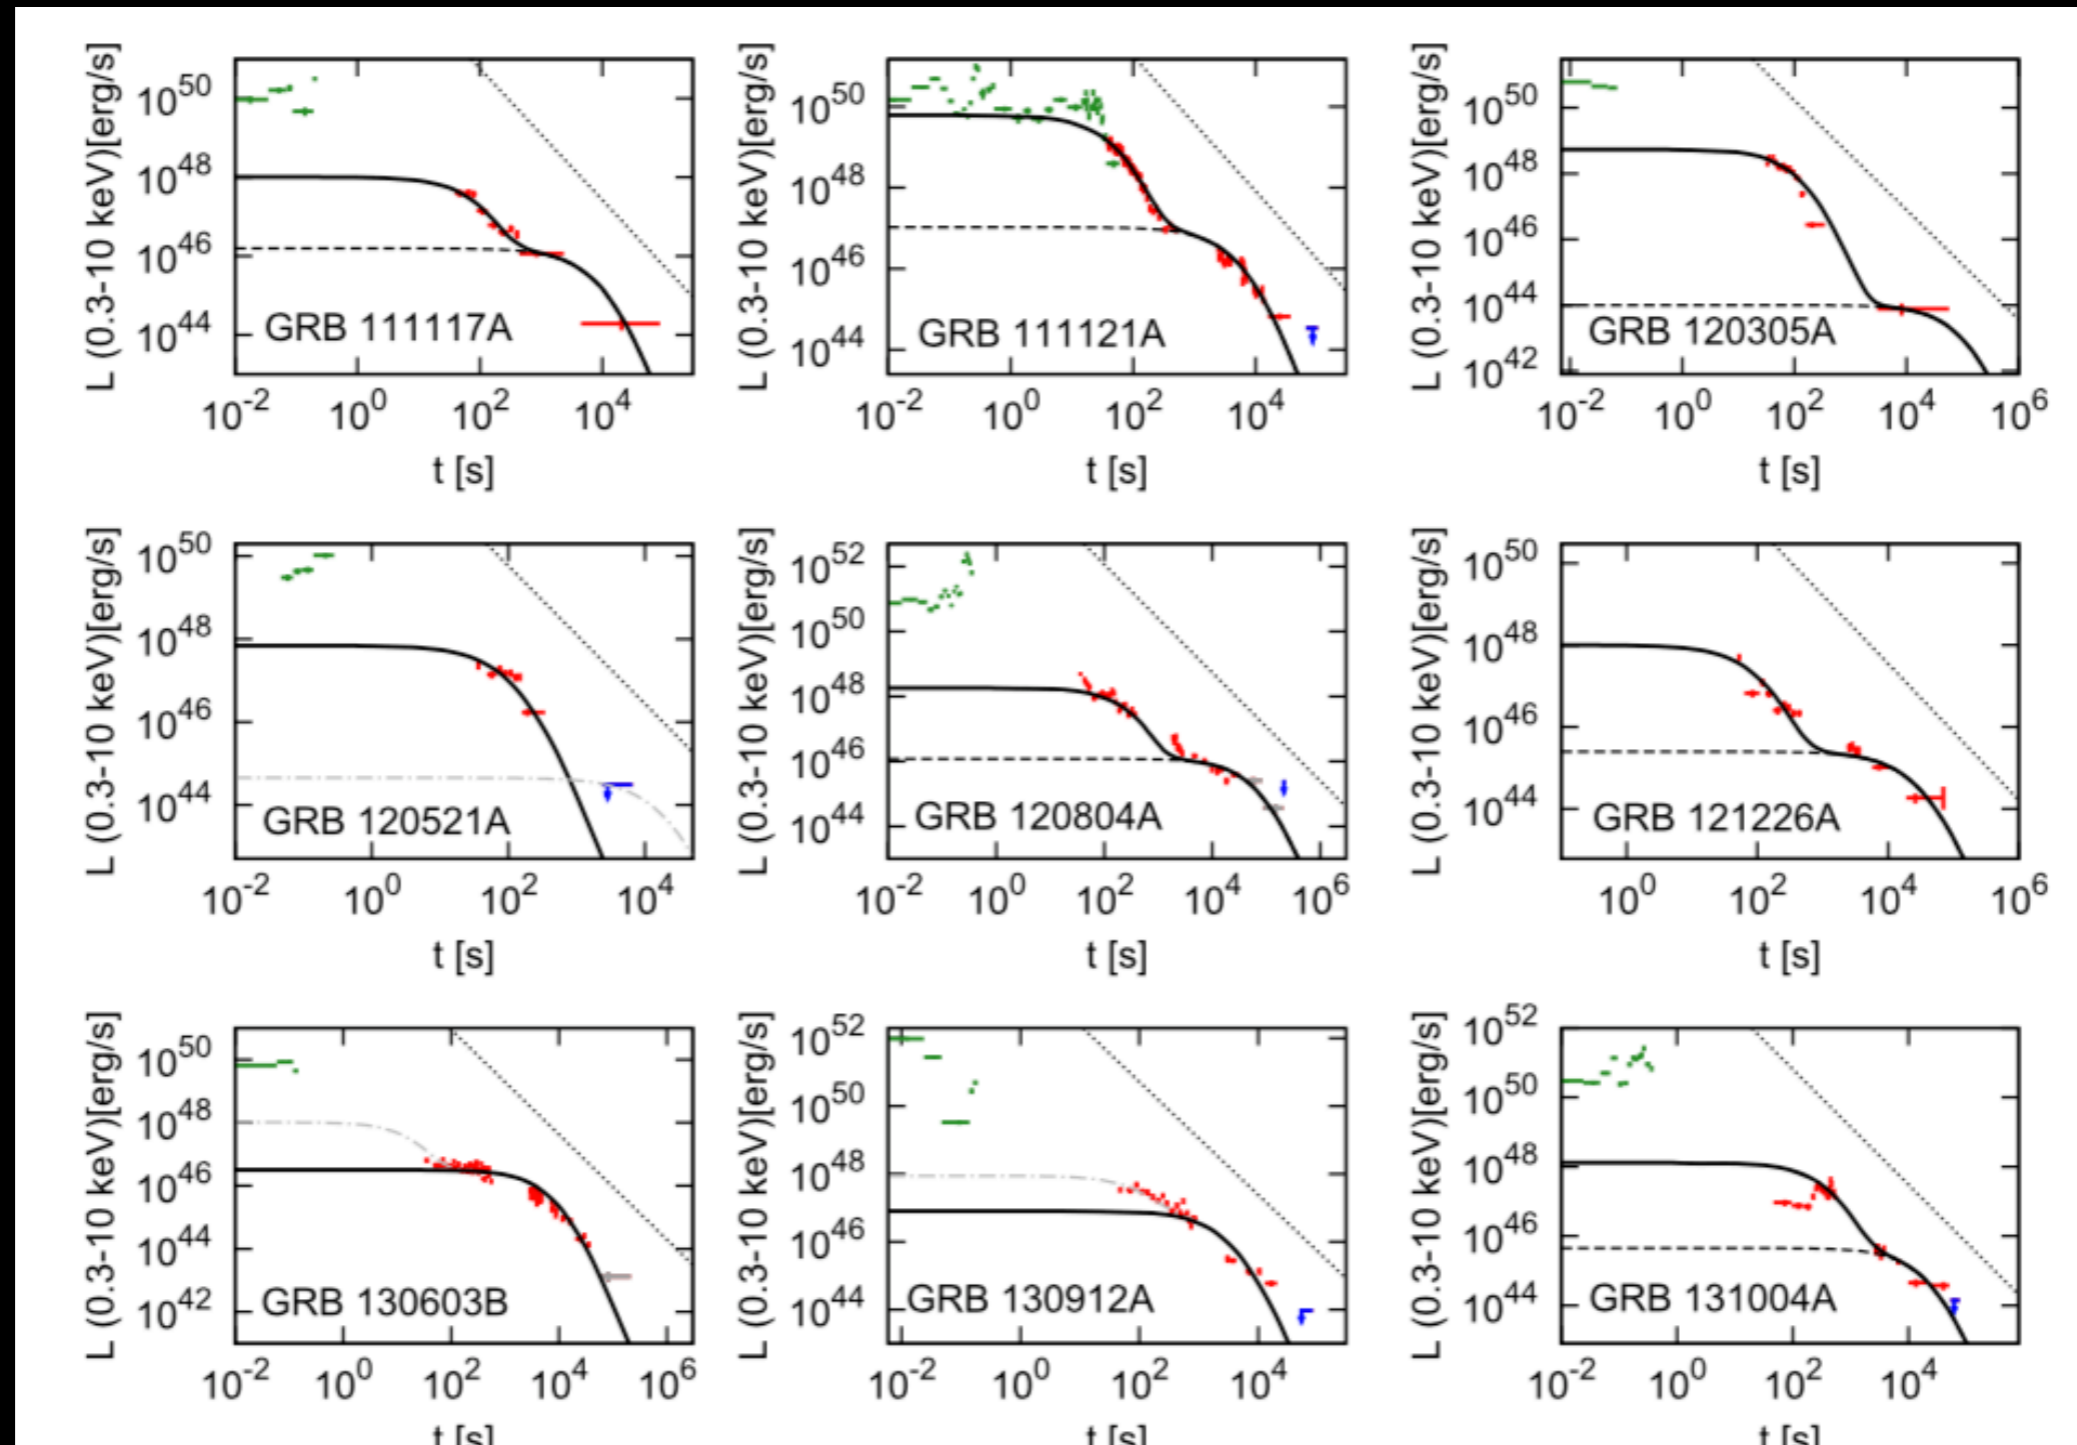 L (0.3-10 keV)[erg/s]
10^50
10^48
10^46
10^44
GRB 111117A
10^-2 10^0 10^2 10^4
t [s]
L (0.3-10 keV)[erg/s]
10^50
10^48
10^46
10^44
GRB 111121A
10^-2 10^0 10^2 10^4
t [s]
L (0.3-10 keV)[erg/s]
10^50
10^48
10^46
10^44
10^42
GRB 120305A
10^-2 10^0 10^2 10^4 10^6
t [s]
L (0.3-10 keV)[erg/s]
10^50
10^48
10^46
10^44
GRB 120521A
10^-2 10^0 10^2 10^4
t [s]
L (0.3-10 keV)[erg/s]
10^52
10^50
10^48
10^46
10^44
GRB 120804A
10^-2 10^0 10^2 10^4 10^6
t [s]
L (0.3-10 keV)[erg/s]
10^50
10^48
10^46
10^44
GRB 121226A
10^0 10^2 10^4 10^6
t [s]
L (0.3-10 keV)[erg/s]
10^50
10^48
10^46
10^44
10^42
GRB 130603B
10^-2 10^0 10^2 10^4 10^6
t [s]
L (0.3-10 keV)[erg/s]
10^52
10^50
10^48
10^46
10^44
GRB 130912A
10^-2 10^0 10^2 10^4
t [s]
L (0.3-10 keV)[erg/s]
10^52
10^50
10^48
10^46
10^44
GRB 131004A
10^-2 10^0 10^2 10^4
t [s]